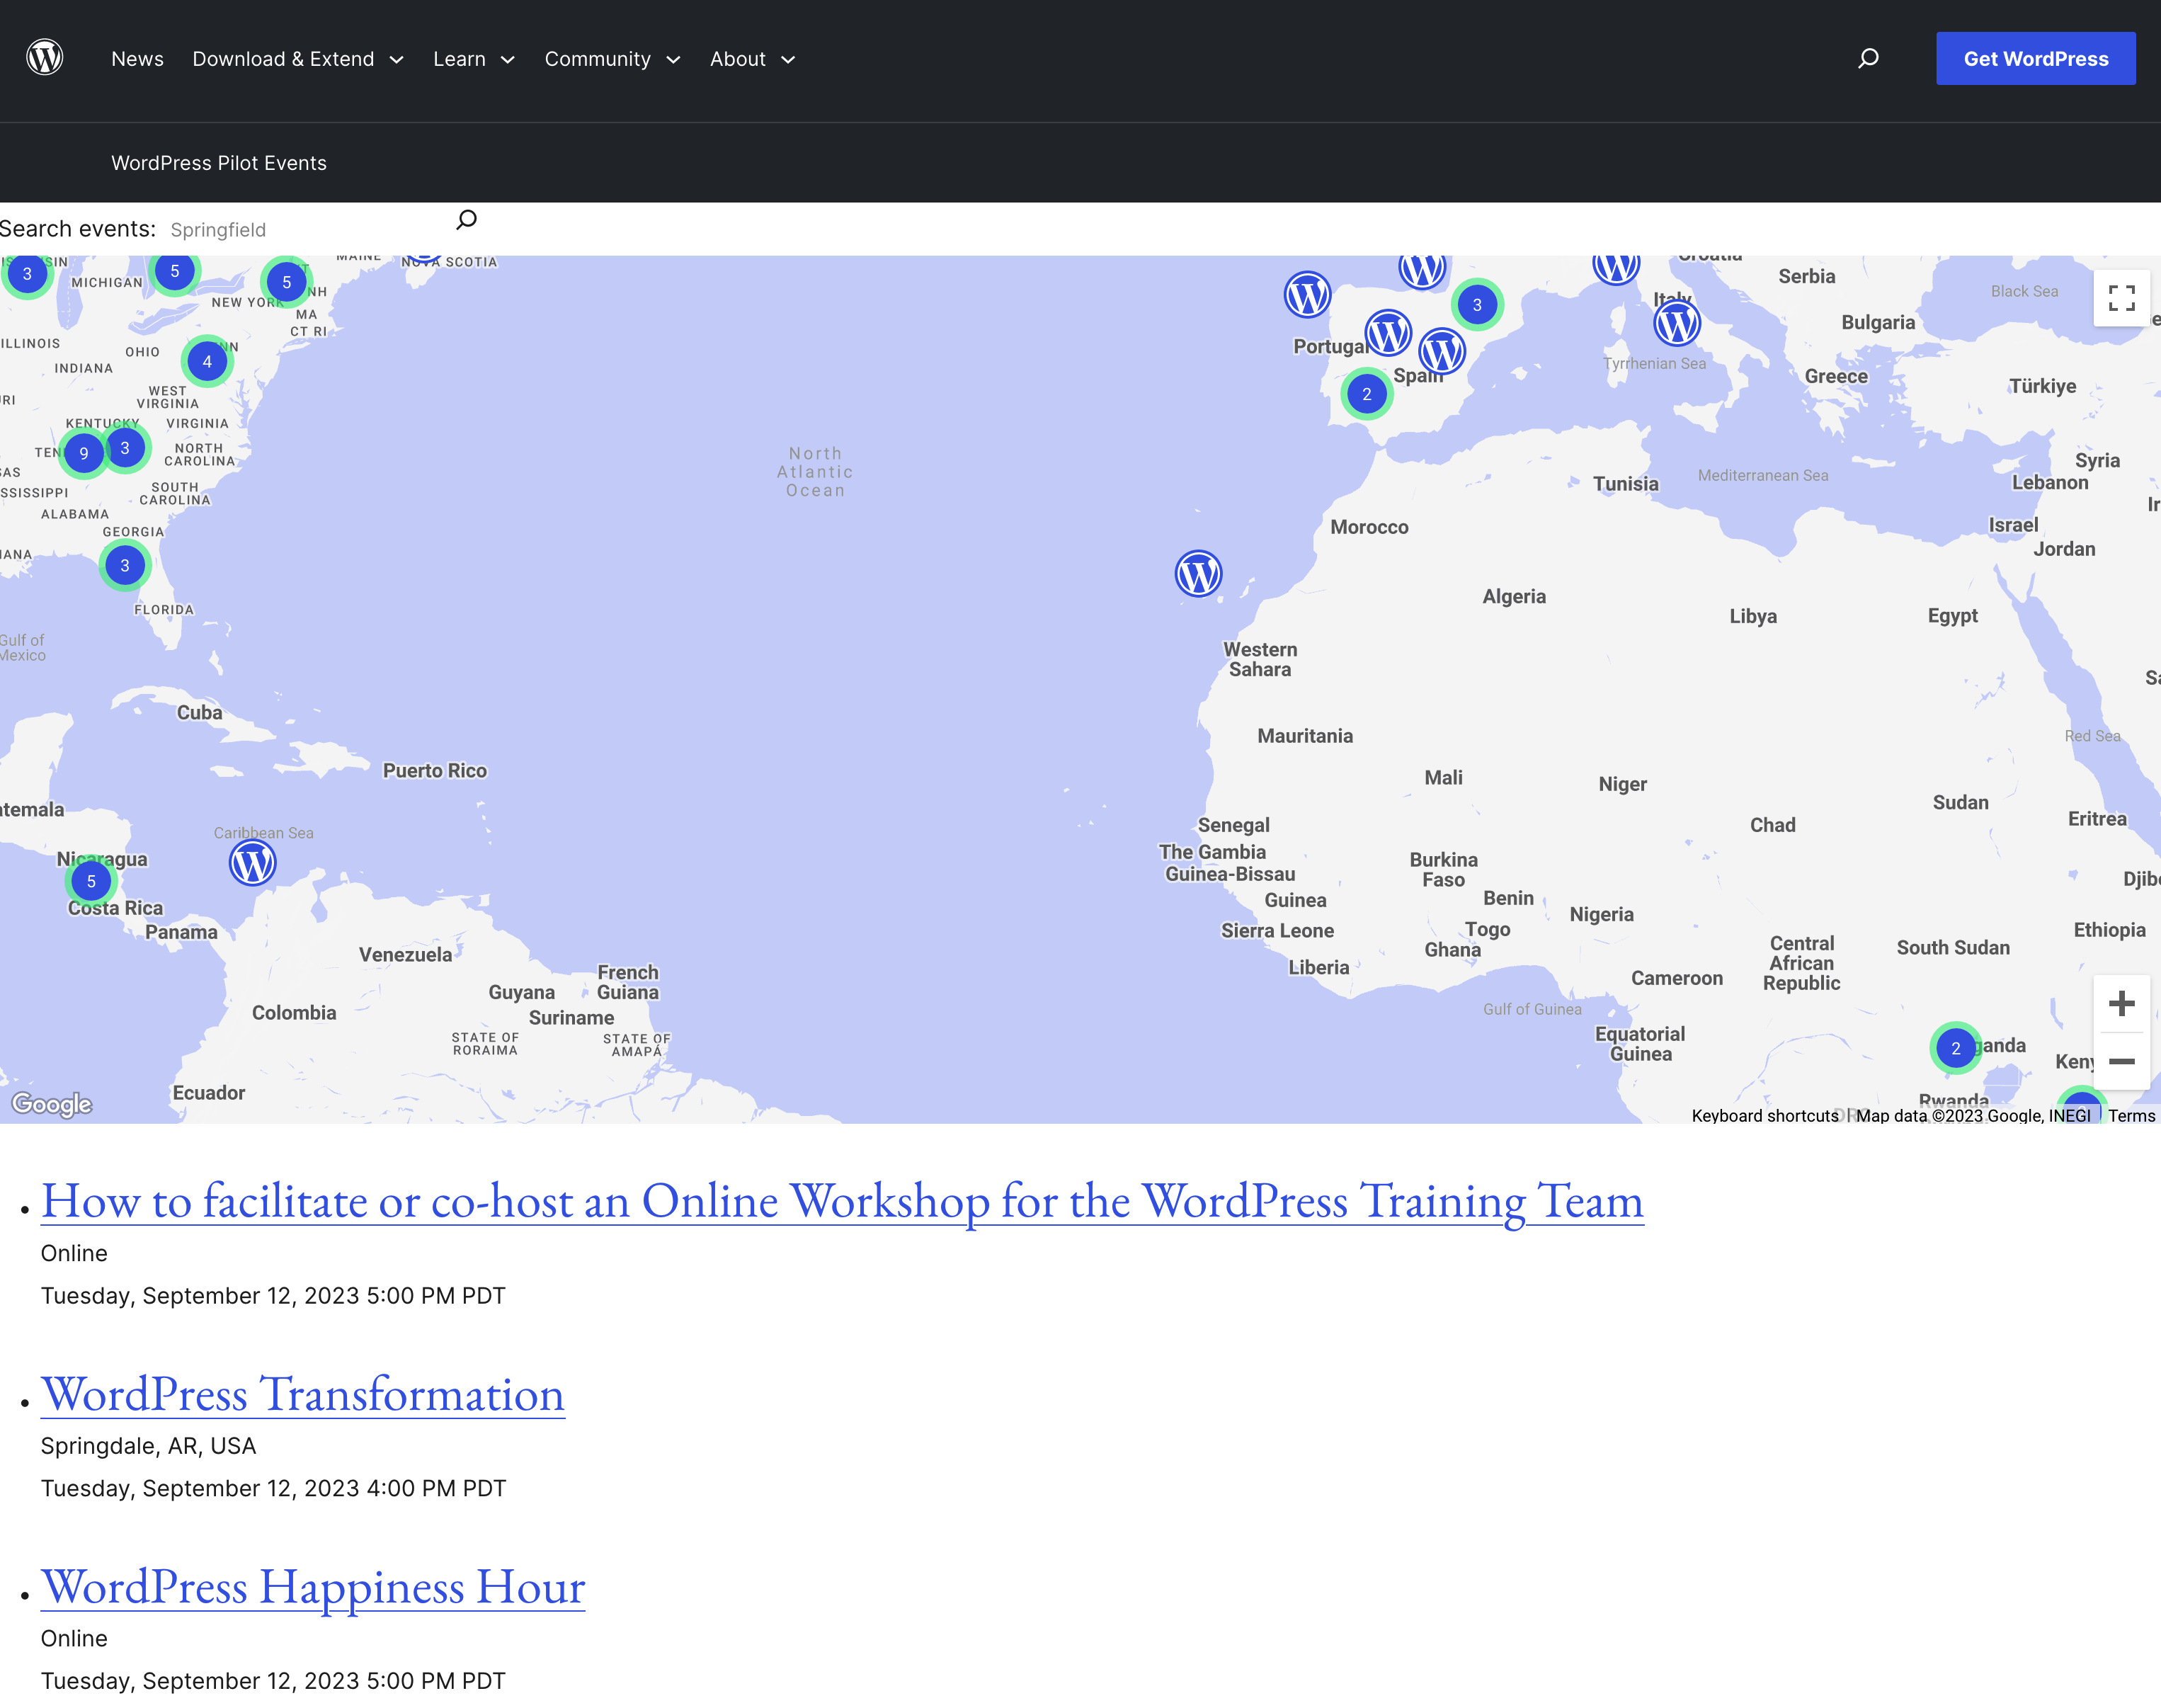 News
Download & Extend
Learn
Community
About
Get WordPress
WordPress Pilot Events
Search events:
Springfield
3
5
5
MICHIGAN
MAINE
NOVA SCOTIA
NEW YORK
NH
MA
CT RI
ILLINOIS
OHIO
INDIANA
4
WEST
VIRGINIA
KENTUCKY
VIRGINIA
9
3
NORTH
CAROLINA
SOUTH
CAROLINA
ALABAMA
GEORGIA
3
FLORIDA
Gulf of
Mexico
Cuba
Puerto Rico
Caribbean Sea
Nicaragua
5
Costa Rica
Panama
Venezuela
Colombia
Guyana
French
Guiana
Suriname
STATE OF
RORAIMA
STATE OF
AMAPÁ
Ecuador
Google
North
Atlantic
Ocean
Croatia
Serbia
Black Sea
Italy
Bulgaria
3
Portugal
Spain
2
Tyrrhenian Sea
Greece
Türkiye
Syria
Mediterranean Sea
Tunisia
Lebanon
Israel
Jordan
Morocco
Algeria
Libya
Egypt
Western
Sahara
Mauritania
Mali
Niger
Red Sea
Sudan
Chad
Eritrea
Senegal
The Gambia
Guinea-Bissau
Burkina
Faso
Guinea
Benin
Nigeria
Sierra Leone
Togo
Ghana
Liberia
Central
African
Republic
South Sudan
Ethiopia
Cameroon
Gulf of Guinea
Equatorial
Guinea
2
Rwanda
Keyboard shortcuts
Map data ©2023 Google, INEGI
Terms
How to facilitate or co-host an Online Workshop for the WordPress Training Team
Online
Tuesday, September 12, 2023 5:00 PM PDT
WordPress Transformation
Springdale, AR, USA
Tuesday, September 12, 2023 4:00 PM PDT
WordPress Happiness Hour
Online
Tuesday, September 12, 2023 5:00 PM PDT